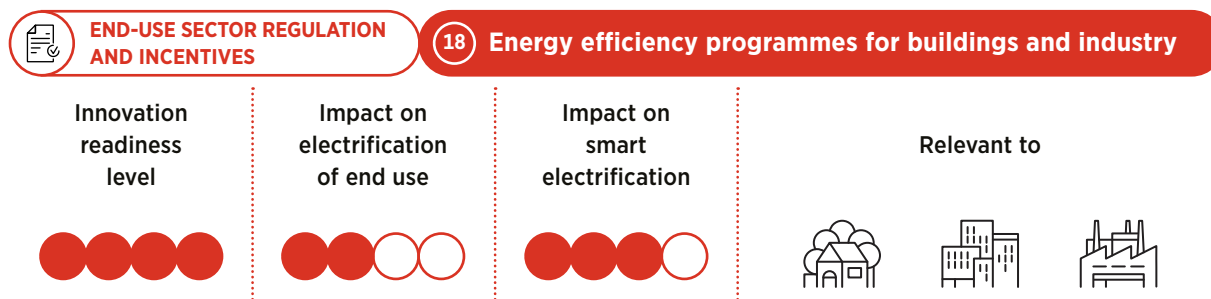 END-USE SECTOR REGULATION
AND INCENTIVES
18 Energy efficiency programmes for buildings and industry
Innovation
readiness
level
Impact on
electrification
of end use
Impact on
smart
electrification
Relevant to